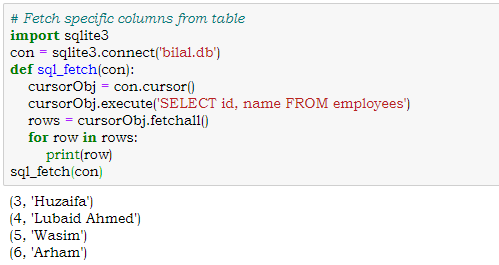 # Fetch specific columns from table
import sqlite3
con = sqlite3.connect('bilal.db')
def sql_fetch(con):
    cursorObj = con.cursor()
    cursorObj.execute('SELECT id, name FROM employees')
    rows = cursorObj.fetchall()
    for row in rows:
        print(row)
sql_fetch(con)
(3, 'Huzaifa')
(4, 'Lubaid Ahmed')
(5, 'Wasim')
(6, 'Arham')